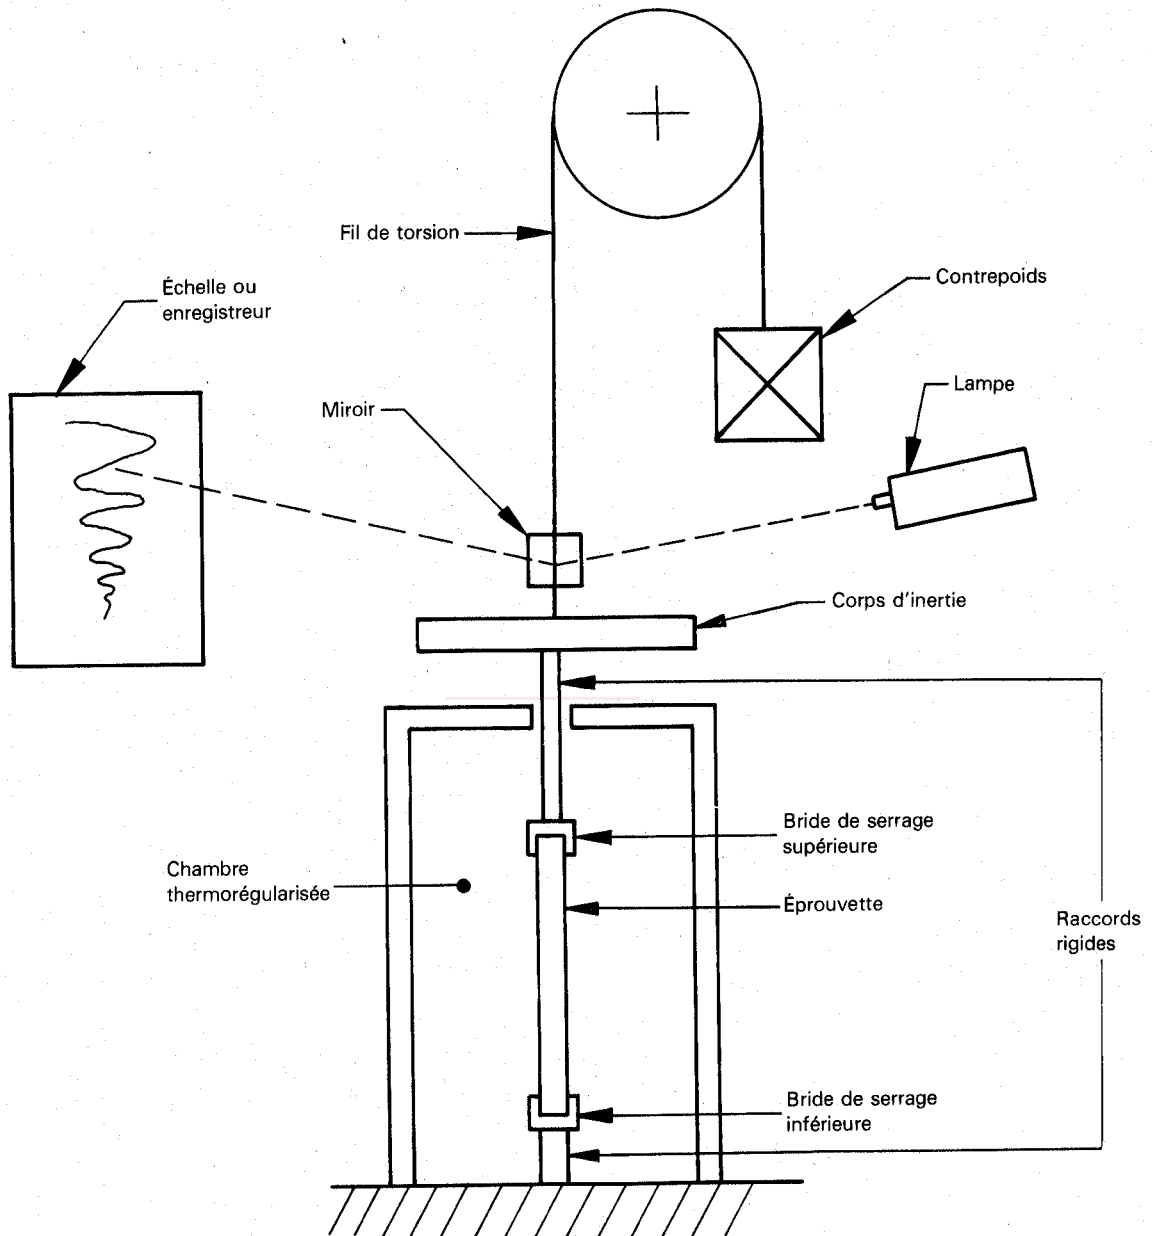 Fil de torsion
Échelle ou
enregistreur
Contrepoids
Lampe
Miroir
Corps d'inertie
Bride de serrage
supérieure
Chambre
thermorégularisée
Éprouvette
Raccords
rigides
Bride de serrage
inférieure